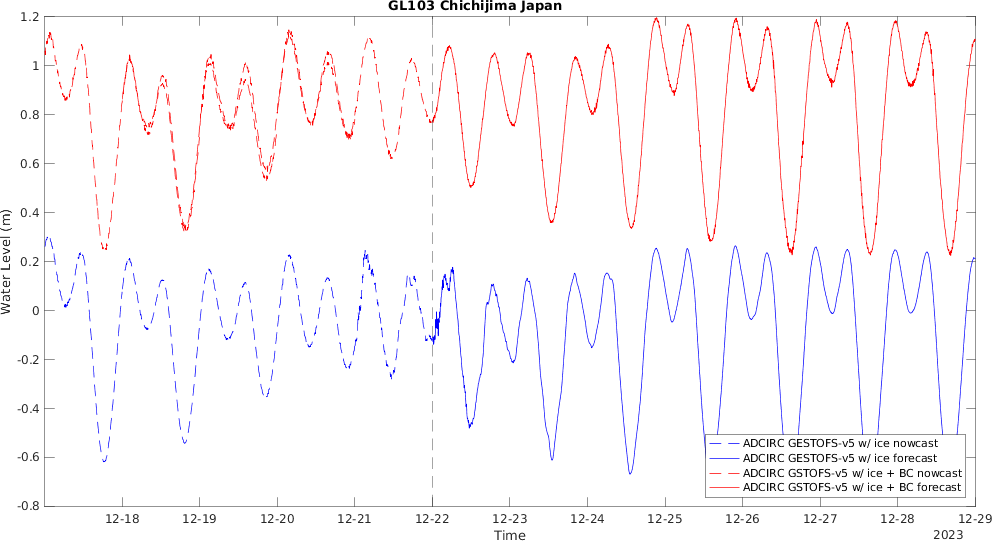 GL103 Chichijima Japan
1.2
1
0.8
0.6
0.4
0.2
0
-0.2
-0.4
-0.6
-0.8
Water Level (m)
ADCIRC GESTOFS-v5 w/ ice nowcast
ADCIRC GESTOFS-v5 w/ ice forecast
ADCIRC GSTOFS-v5 w/ ice + BC nowcast
ADCIRC GSTOFS-v5 w/ ice + BC forecast
12-18 12-19 12-20 12-21 12-22 12-23 12-24 12-25 12-26 12-27 12-28 12-29
Time
2023